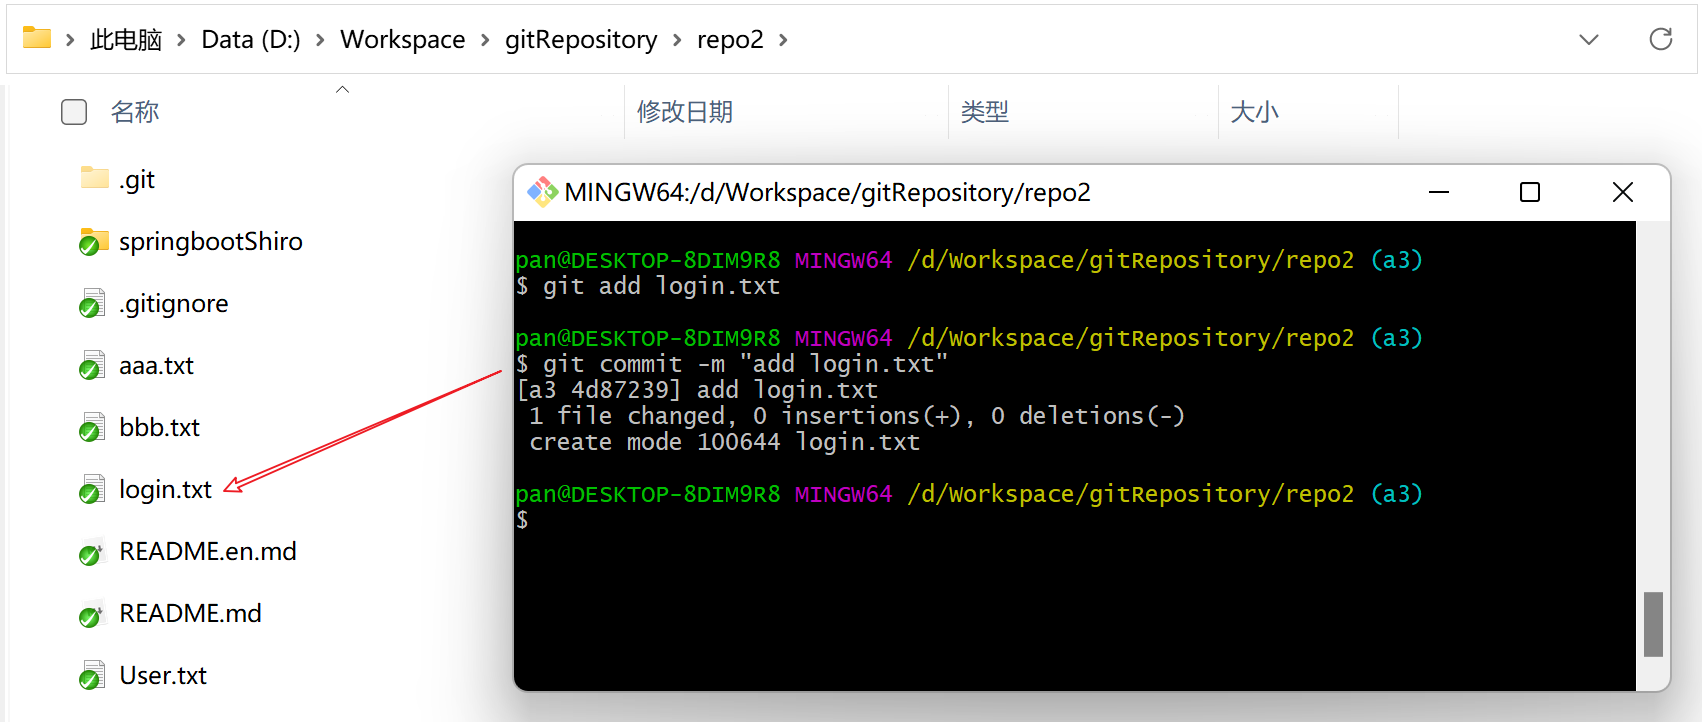 此电脑 > Data (D:) > Workspace > gitRepository > repo2 >
名称 修改日期 类型 大小
.git
springbootShiro
.gitignore
aaa.txt
bbb.txt
login.txt
README.en.md
README.md
User.txt
MINGW64:/d/Workspace/gitRepository/repo2
pan@DESKTOP-8DIM9R8 MINGW64 /d/Workspace/gitRepository/repo2 (a3)
$ git add login.txt
pan@DESKTOP-8DIM9R8 MINGW64 /d/Workspace/gitRepository/repo2 (a3)
$ git commit -m "add login.txt"
[a3 4d87239] add login.txt
1 file changed, 0 insertions(+), 0 deletions(-)
create mode 100644 login.txt
pan@DESKTOP-8DIM9R8 MINGW64 /d/Workspace/gitRepository/repo2 (a3)
$